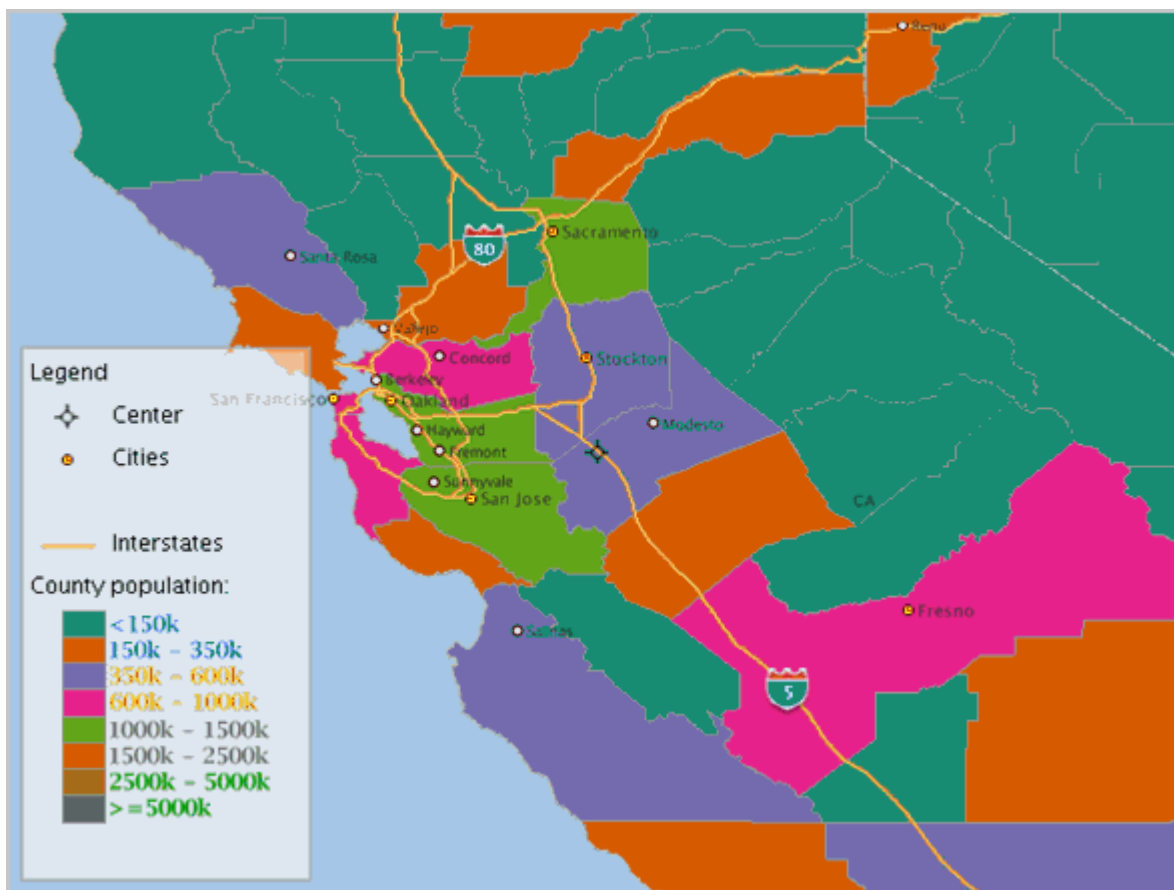 Reno
Sacramento
80
Santa Rosa
Vallejo
Concord
Stockton
Berkeley
San Francisco
Oakland
Modesto
Hayward
Fremont
Sunnyvale
San Jose
CA
Fresno
Salinas
5
Legend
Center
Cities
Interstates
County population:
<150k
150k - 350k
350k - 600k
600k - 1000k
1000k - 1500k
1500k - 2500k
2500k - 5000k
>=5000k